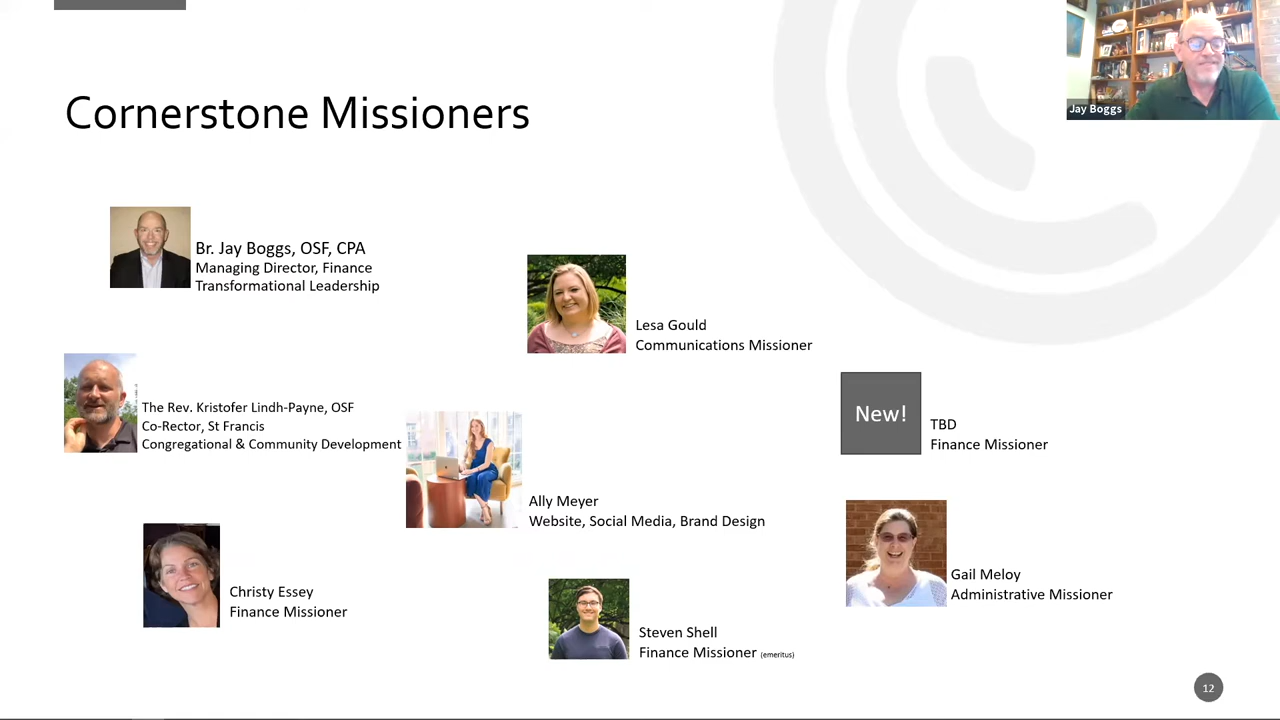 Cornerstone Missioners
Jay Boggs
Br. Jay Boggs, OSF, CPA
Managing Director, Finance
Transformational Leadership
Lesa Gould
Communications Missioner
The Rev. Kristofer Lindh-Payne, OSF
Co-Rector, St Francis
Congregational & Community Development
New!
TBD
Finance Missioner
Ally Meyer
Website, Social Media, Brand Design
Christy Essey
Finance Missioner
Gail Meloy
Administrative Missioner
Steven Shell
Finance Missioner (emeritus)
12